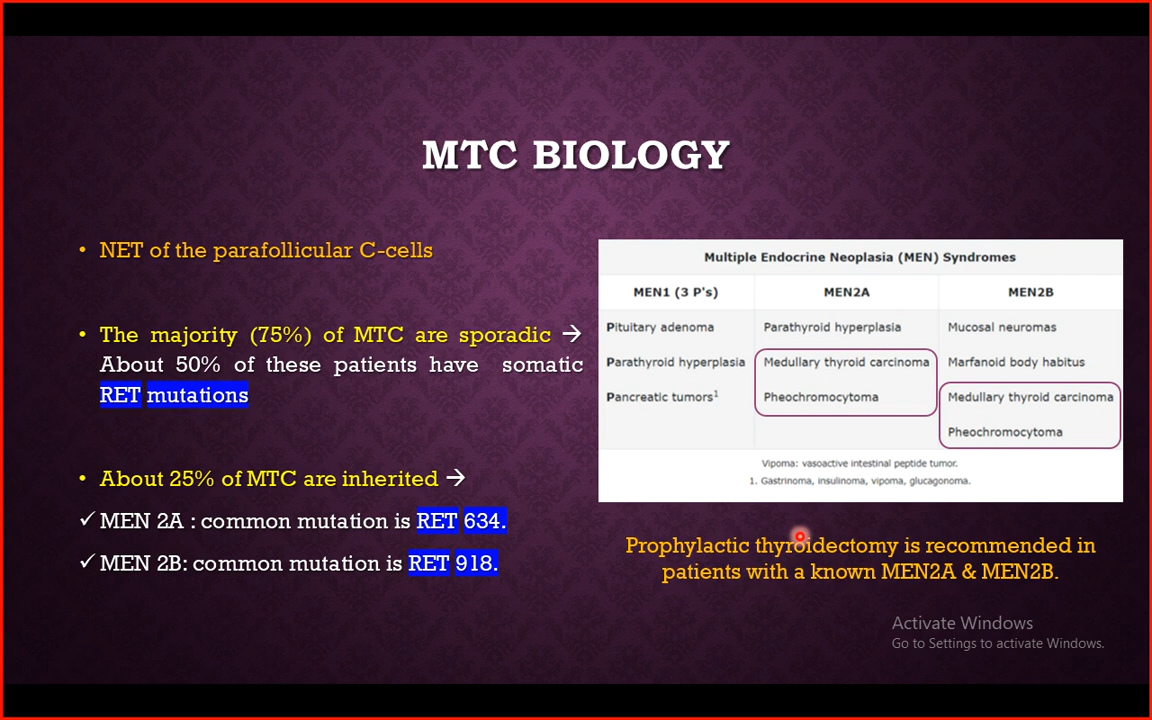 MTC BIOLOGY
• NET of the parafollicular C-cells
• The majority (75%) of MTC are sporadic →
About 50% of these patients have somatic
RET mutations
• About 25% of MTC are inherited →
✓ MEN 2A : common mutation is RET 634.
✓ MEN 2B: common mutation is RET 918.
Multiple Endocrine Neoplasia (MEN) Syndromes
MEN1 (3 P's) MEN2A MEN2B
Pituitary adenoma Parathyroid hyperplasia Mucosal neuromas
Parathyroid hyperplasia Medullary thyroid carcinoma Marfanoid body habitus
Pancreatic tumors¹ Pheochromocytoma Medullary thyroid carcinoma
Pheochromocytoma
Vipoma: vasoactive intestinal peptide tumor.
1. Gastrinoma, insulinoma, vipoma, glucagonoma.
Prophylactic thyroidectomy is recommended in
patients with a known MEN2A & MEN2B.
Activate Windows
Go to Settings to activate Windows.